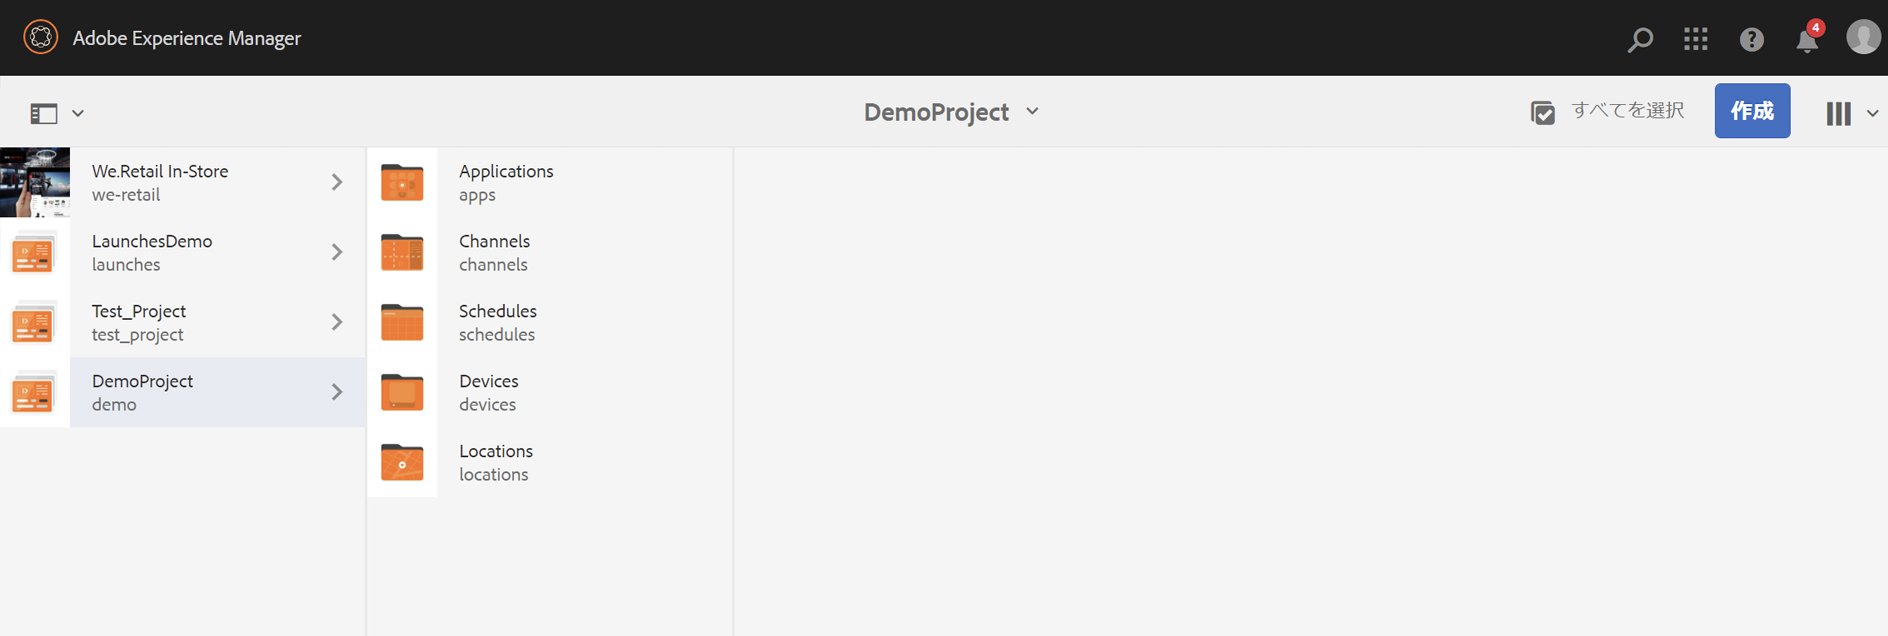 Adobe Experience Manager
4
DemoProject
すべてを選択
作成
We.Retail In-Store
we-retail
LaunchesDemo
launches
Test_Project
test_project
DemoProject
demo
Applications
apps
Channels
channels
Schedules
schedules
Devices
devices
Locations
locations